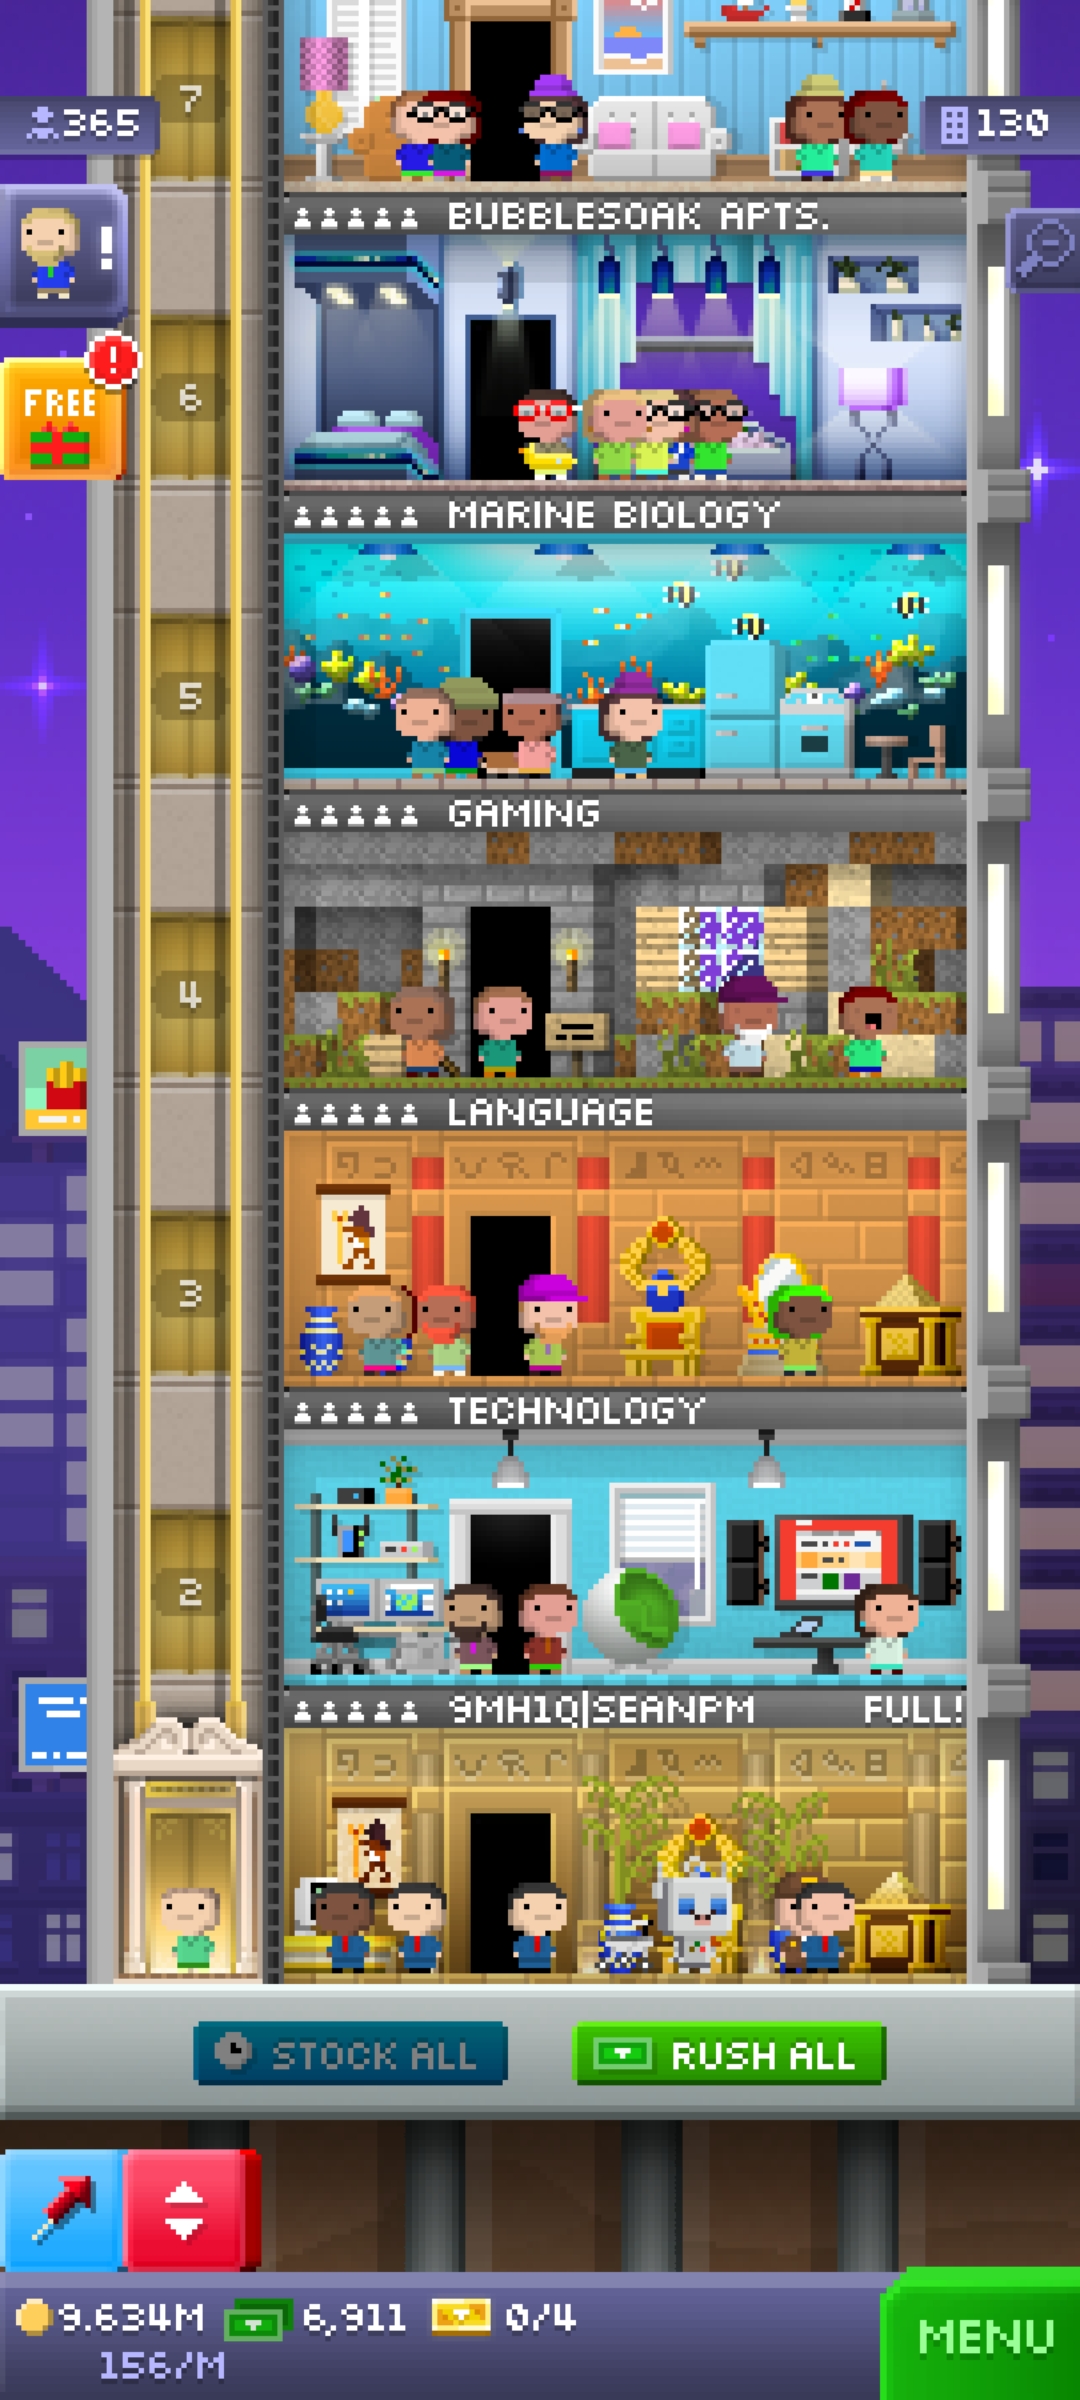 7
365
130
!
BUBBLESOAK APTS.
!
FREE
6
MARINE BIOLOGY
5
GAMING
4
LANGUAGE
3
TECHNOLOGY
2
9MH1Q|SEANPM FULL!
STOCK ALL
RUSH ALL
9.634M 6,911 0/4
156/M
MENU